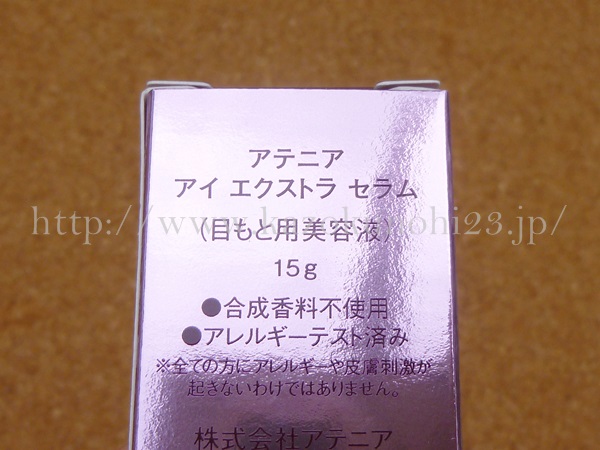 アテニア
アイ エクストラ セラム
(目もと用美容液)
15g
●合成香料不使用
●アレルギーテスト済み
※全ての方にアレルギーや皮膚刺激が
起きないわけではありません。
株式会社アテニア